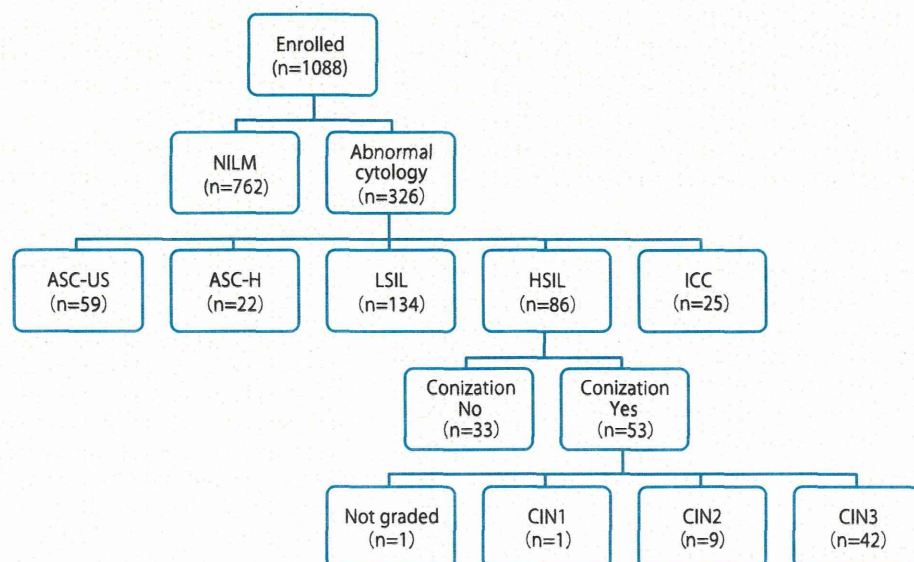 Enrolled
(n=1088)
NILM
(n=762)
Abnormal
cytology
(n=326)
ASC-US
(n=59)
ASC-H
(n=22)
LSIL
(n=134)
HSIL
(n=86)
ICC
(n=25)
Conization
No
(n=33)
Conization
Yes
(n=53)
Not graded
(n=1)
CIN1
(n=1)
CIN2
(n=9)
CIN3
(n=42)